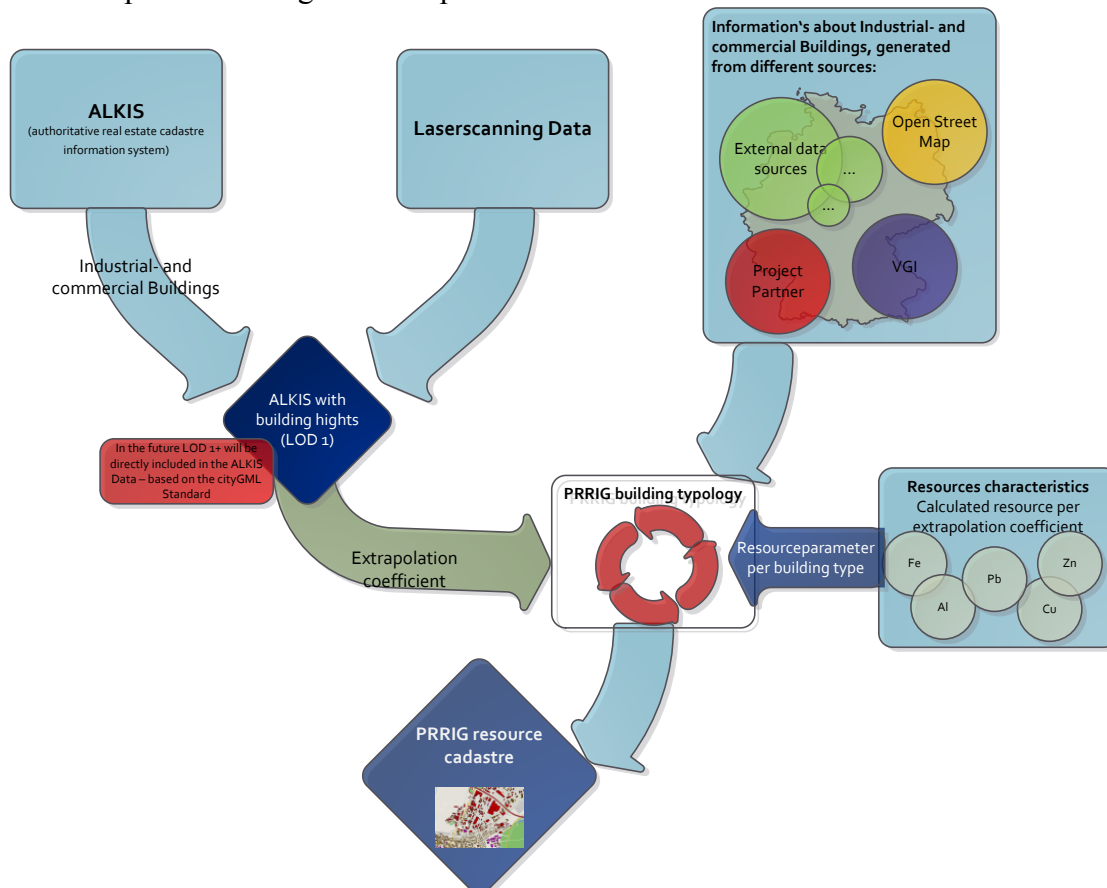 ALKIS
(authoritative real estate cadastre
information system)
Laserscanning Data
Information's about Industrial- and
commercial Buildings, generated
from different sources:
External data
sources
...
...
Open Street
Map
Project
Partner
VGI
Industrial- and
commercial Buildings
ALKIS with
building hights
(LOD 1)
In the future LOD 1+ will be
directly included in the ALKIS
Data – based on the cityGML
Standard
Extrapolation
coefficient
PRRIG building typology
Resourceparameter
per building type
Resources characteristics
Calculated resource per
extrapolation coefficient
Fe
Al
Pb
Cu
Zn
PRRIG resource
cadastre